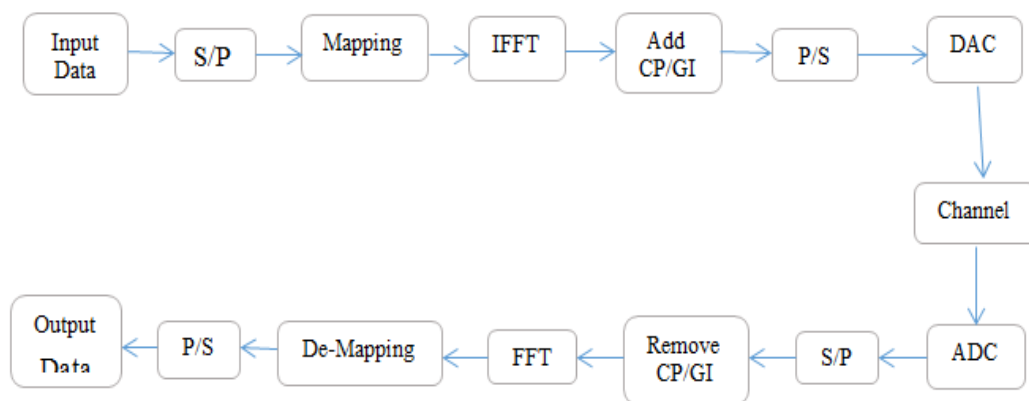 Input
Data
S/P
Mapping
IFFT
Add
CP/GI
P/S
DAC
Channel
ADC
S/P
Remove
CP/GI
FFT
De-Mapping
P/S
Output
Data